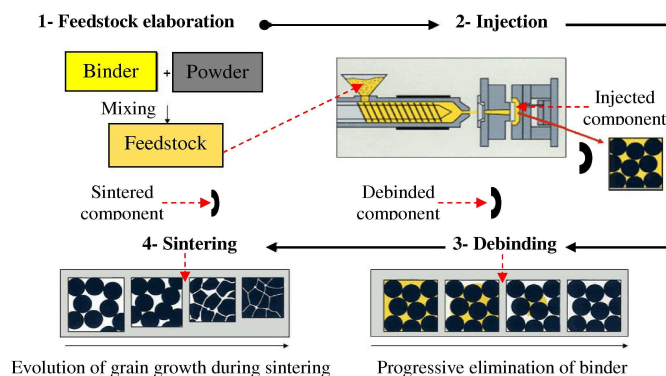 1- Feedstock elaboration
2- Injection
Binder
+
Powder
Mixing
Feedstock
Injected
component
Sintered
component
Debinded
component
4- Sintering
3- Debinding
Evolution of grain growth during sintering
Progressive elimination of binder